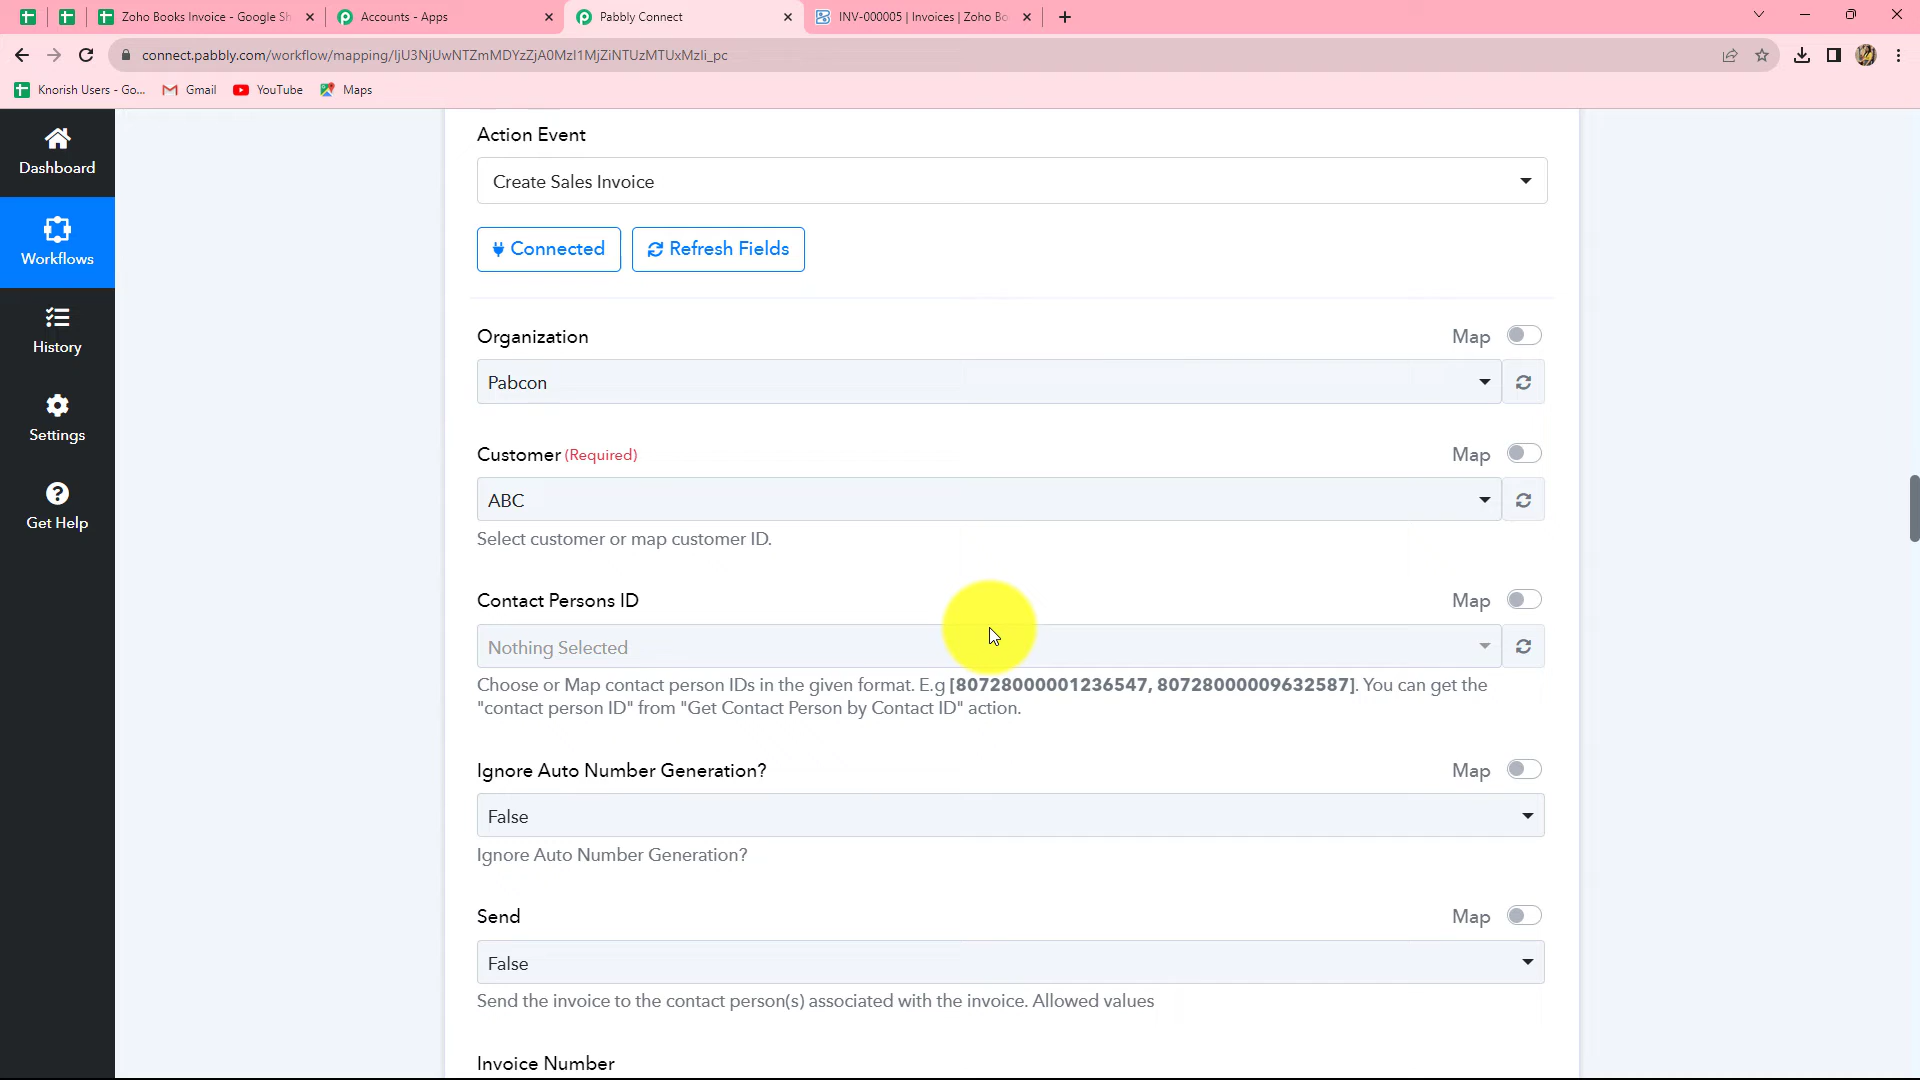 Zoho Books Invoice - Google Sh
Accounts - Apps
Pabbly Connect
INV-000005 | Invoices | Zoho Bo
connect.pabbly.com/workflow/mapping/
Knorish Users - Go...
Gmail
YouTube
Maps
Dashboard
Workflows
History
Settings
Get Help
Action Event
Create Sales Invoice
Connected
Refresh Fields
Organization
Map
Pabcon
Customer (Required)
Map
ABC
Select customer or map customer ID.
Contact Persons ID
Map
Nothing Selected
Choose or Map contact person IDs in the given format. E.g [80728000001236547, 80728000009632587]. You can get the
"contact person ID" from "Get Contact Person by Contact ID" action.
Ignore Auto Number Generation?
Map
False
Ignore Auto Number Generation?
Send
Map
False
Send the invoice to the contact person(s) associated with the invoice. Allowed values
Invoice Number